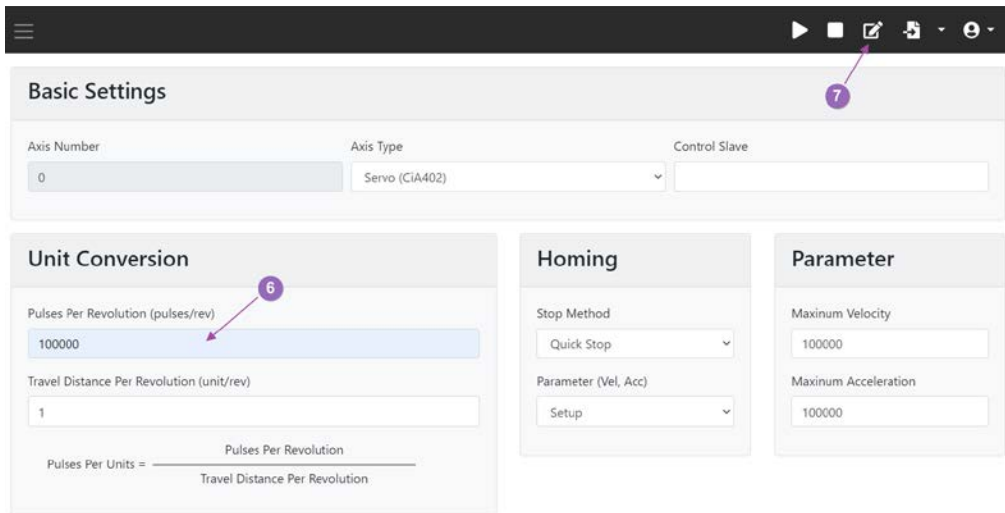 7
Basic Settings
Axis Number
Axis Type
Control Slave
0
Servo (CiA402)
Unit Conversion
6
Pulses Per Revolution (pulses/rev)
100000
Travel Distance Per Revolution (unit/rev)
1
Pulses Per Units =
Pulses Per Revolution
Travel Distance Per Revolution
Homing
Stop Method
Quick Stop
Parameter (Vel, Acc)
Setup
Parameter
Maxinum Velocity
100000
Maxinum Acceleration
100000